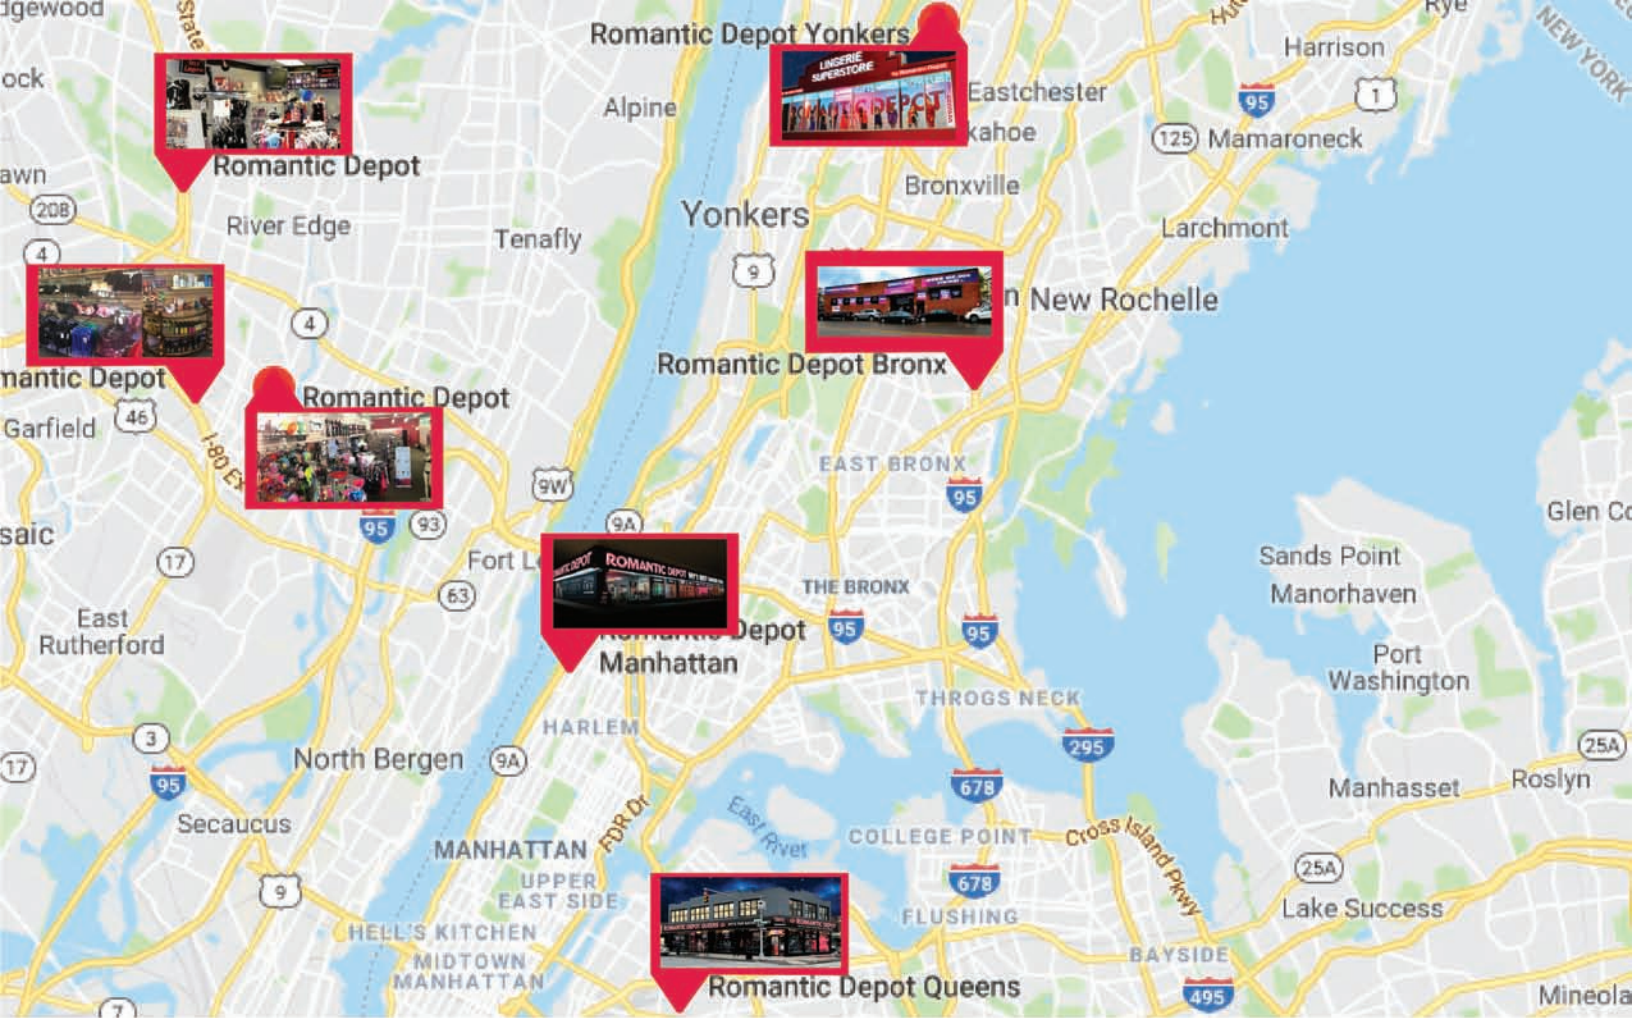 dgewood
State
Romantic Depot Yonkers
Hut
Rye
Harrison
NEW YORK
ock
LINGERIE
SUPERSTORE
Alpine
Eastchester
95
1
kahoe
125
Mamaroneck
awn
Romantic Depot
Bronxville
208
River Edge
Tenafly
Yonkers
Larchmont
4
9
4
n
New Rochelle
mantic Depot
Romantic Depot Bronx
Romantic Depot
46
Garfield
I-80 Ex
EAST BRONX
9W
95
Glen Co
95
93
9A
saic
17
Fort L
ROMANTIC DEPOT
Sands Point
63
THE BRONX
Manorhaven
East
Rutherford
Romantic Depot
Manhattan
95
95
Port
Washington
THROGS NECK
HARLEM
3
295
25A
17
North Bergen
9A
95
678
Manhasset
Roslyn
Secaucus
FDR Dr
East River
COLLEGE POINT
Cross Island Pkwy
MANHATTAN
UPPER
EAST SIDE
25A
9
678
Lake Success
HELL'S KITCHEN
FLUSHING
MIDTOWN
MANHATTAN
BAYSIDE
Romantic Depot Queens
495
Mineola
7